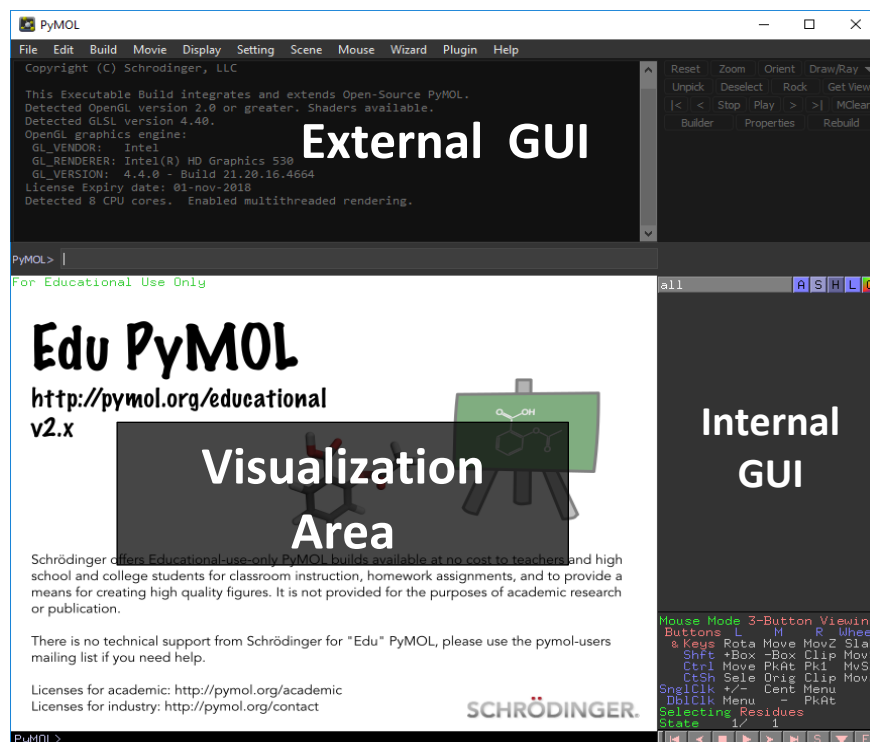 PyMOL
File Edit Build Movie Display Setting Scene Mouse Wizard Plugin Help
Copyright (C) Schrodinger, LLC
This Executable Build integrates and extends Open-Source PyMOL.
Detected OpenGL version 2.0 or greater. Shaders available.
Detected GLSL version 4.40.
OpenGL graphics engine:
GL_VENDOR: Intel
GL_RENDERER: Intel(R) HD Graphics 530
GL_VERSION: 4.4.0 - Build 21.20.16.4664
License Expiry date: 01-nov-2018
Detected 8 CPU cores. Enabled multithreaded rendering.
External GUI
Reset Zoom Orient Draw/Ray
Unpick Deselect Rock Get View
|< < Stop Play > >| MClear
Builder Properties Rebuild
PyMOL>
For Educational Use Only
all A S H L
Edu PyMOL
http://pymol.org/educational
v2.x
OH
Visualization
Area
Internal
GUI
Schrödinger offers Educational-use-only PyMOL builds available at no cost to teachers and high
school and college students for classroom instruction, homework assignments, and to provide a
means for creating high quality figures. It is not provided for the purposes of academic research
or publication.
There is no technical support from Schrödinger for "Edu" PyMOL, please use the pymol-users
mailing list if you need help.
Licenses for academic: http://pymol.org/academic
Licenses for industry: http://pymol.org/contact
SCHRÖDINGER.
Mouse Mode 3-Button Viewin
Buttons L M R Whee
& Keys Rota Move MovZ Sla
Shft +Box -Box Clip Mov
Ctrl Move PkAt Pk1 MvS
CtSh Sele Orig Clip Mov
SnglClk +/- Cent Menu
DblClk Menu - PkAt
Selecting Residues
State 1/ 1
PyMOL>
S F